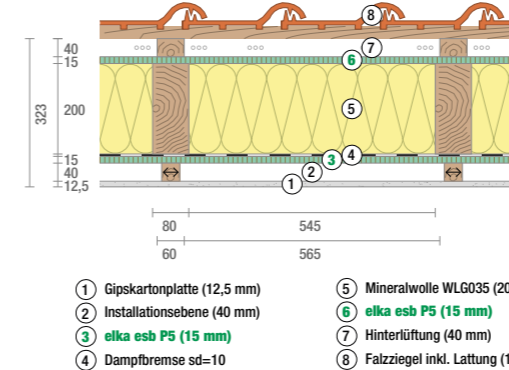 8
40
7
15
6
323
200
5
4
15
3
40
2
12,5
1
80 545
60 565
1 Gipskartonplatte (12,5 mm)
2 Installationsebene (40 mm)
3 elka esb P5 (15 mm)
4 Dampfbremse sd=10
5 Mineralwolle WLG035 (20
6 elka esb P5 (15 mm)
7 Hinterlüftung (40 mm)
8 Falzziegel inkl. Lattung (1